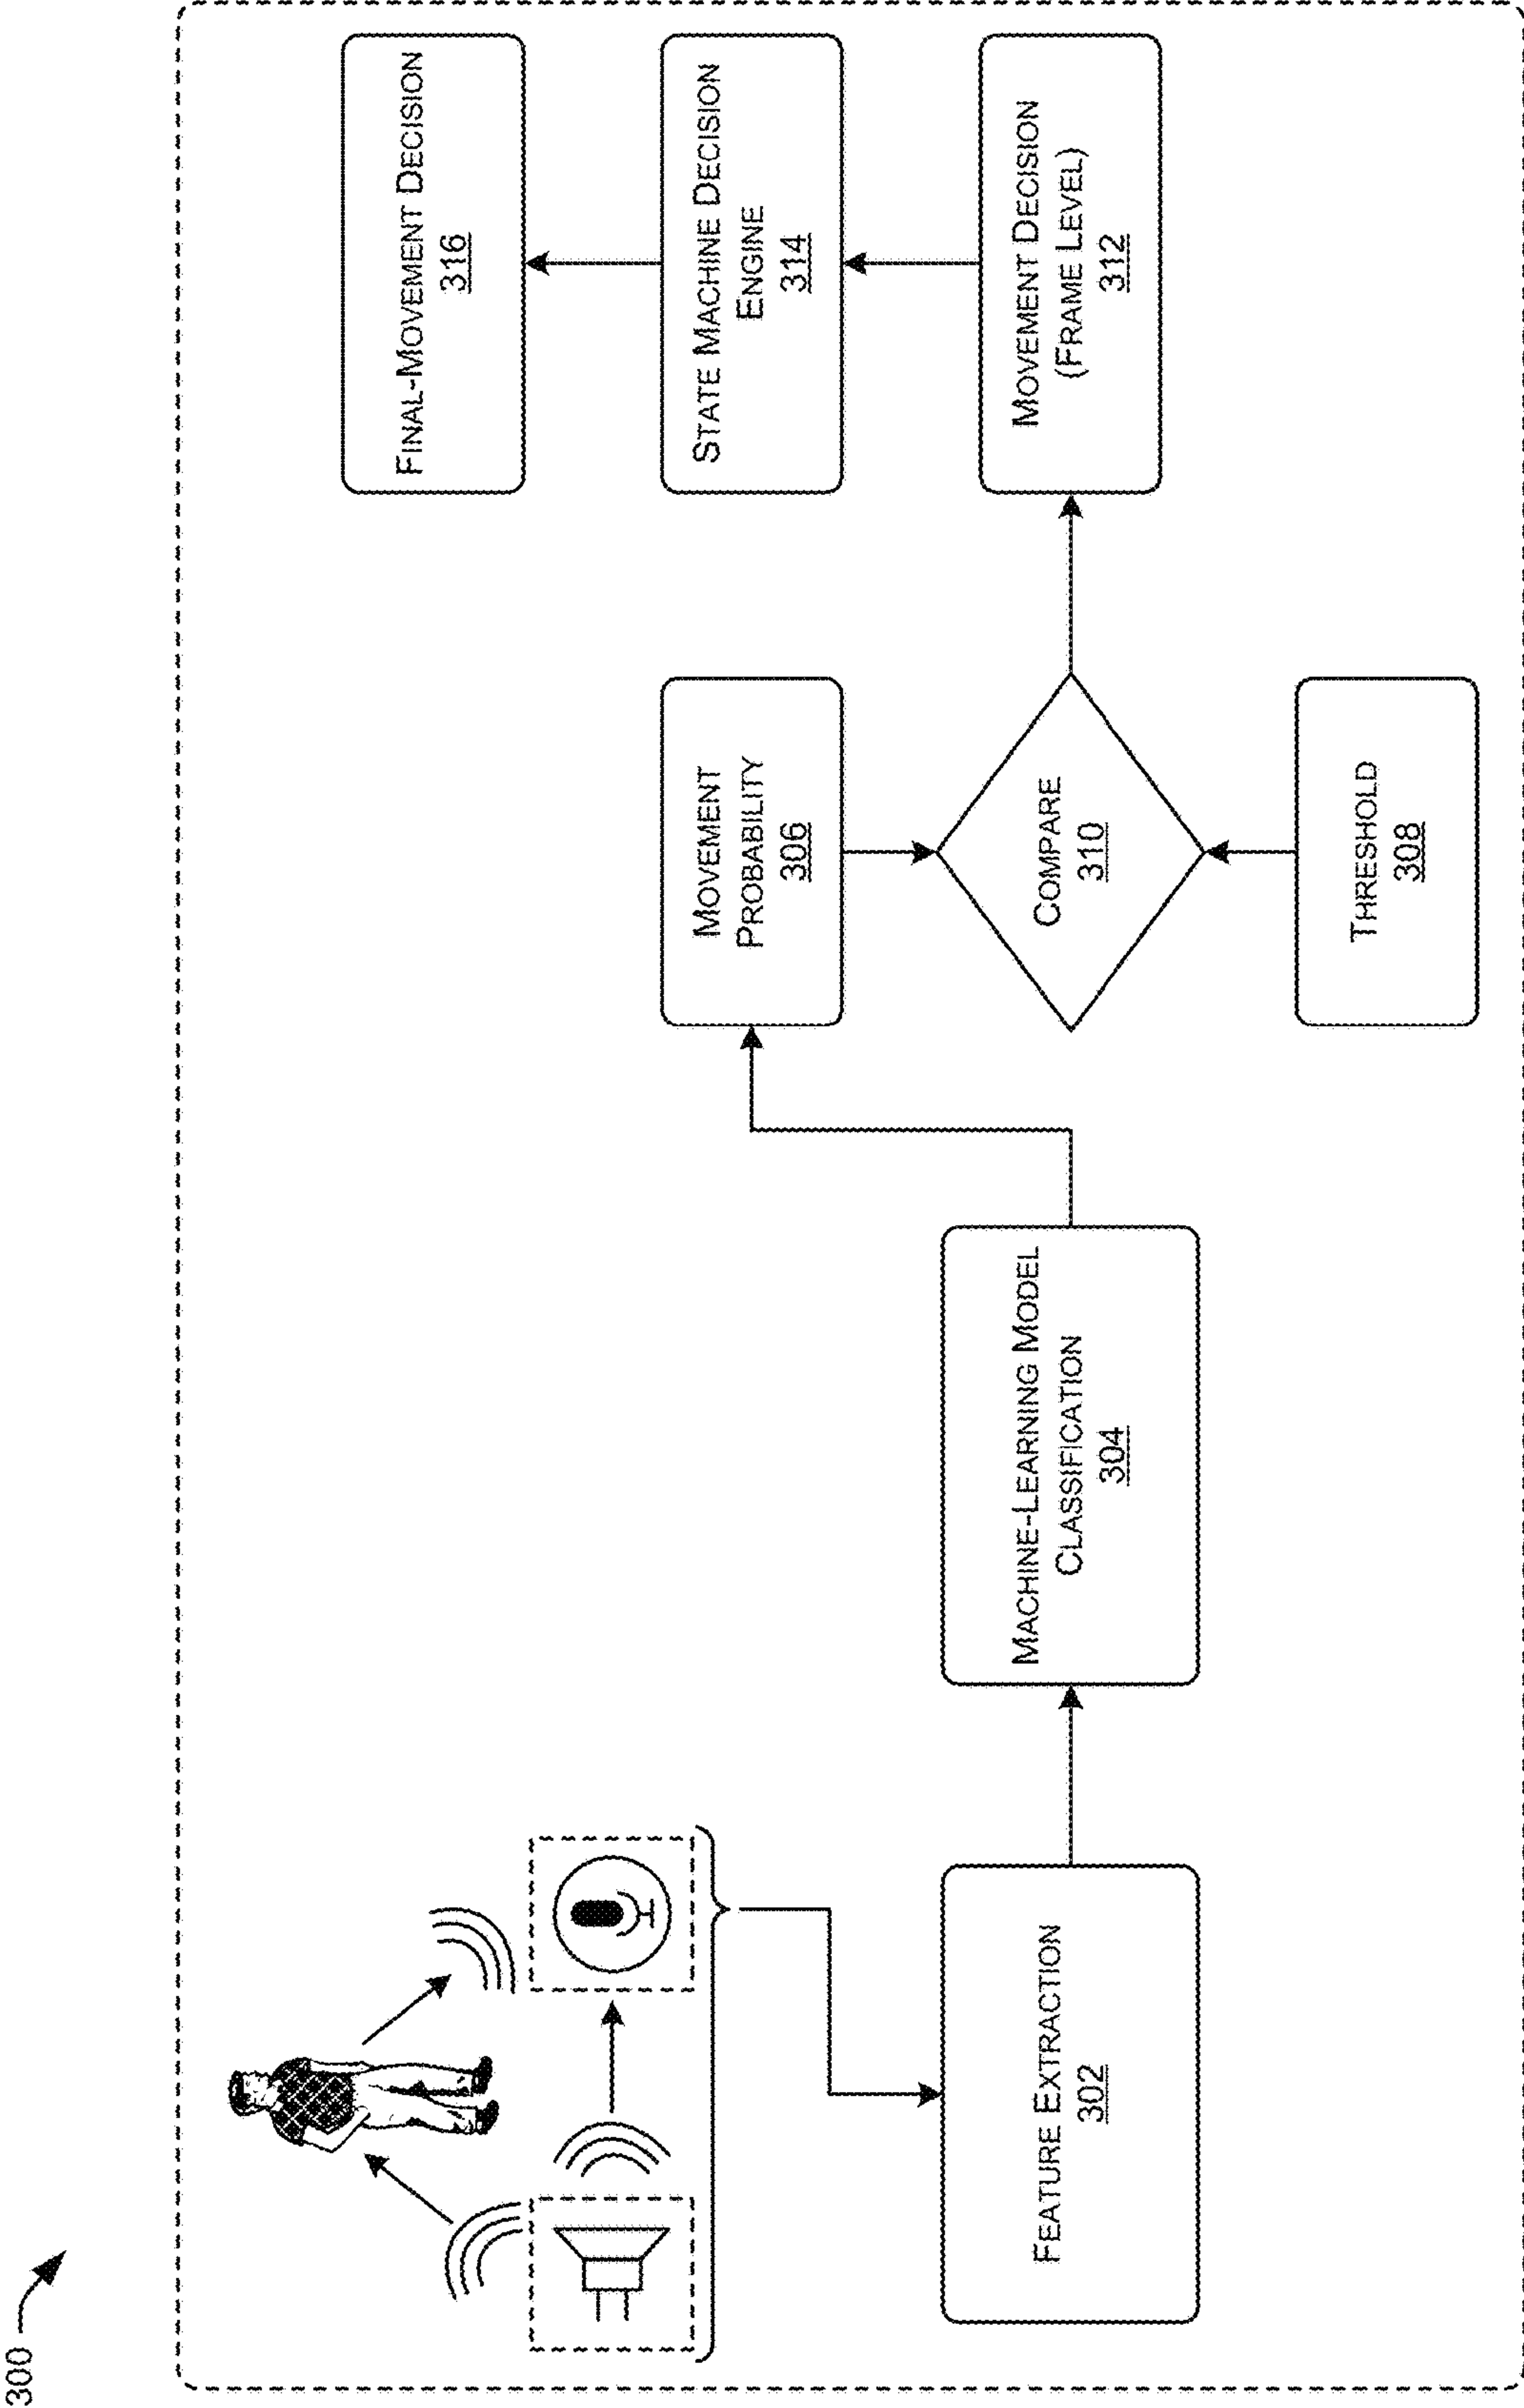 300
FEATURE EXTRACTION
302
MACHINE-LEARNING MODEL
CLASSIFICATION
304
MOVEMENT
PROBABILITY
306
COMPARE
310
THRESHOLD
308
FINAL-MOVEMENT DECISION
316
STATE MACHINE DECISION
ENGINE
314
MOVEMENT DECISION
(FRAME LEVEL)
312